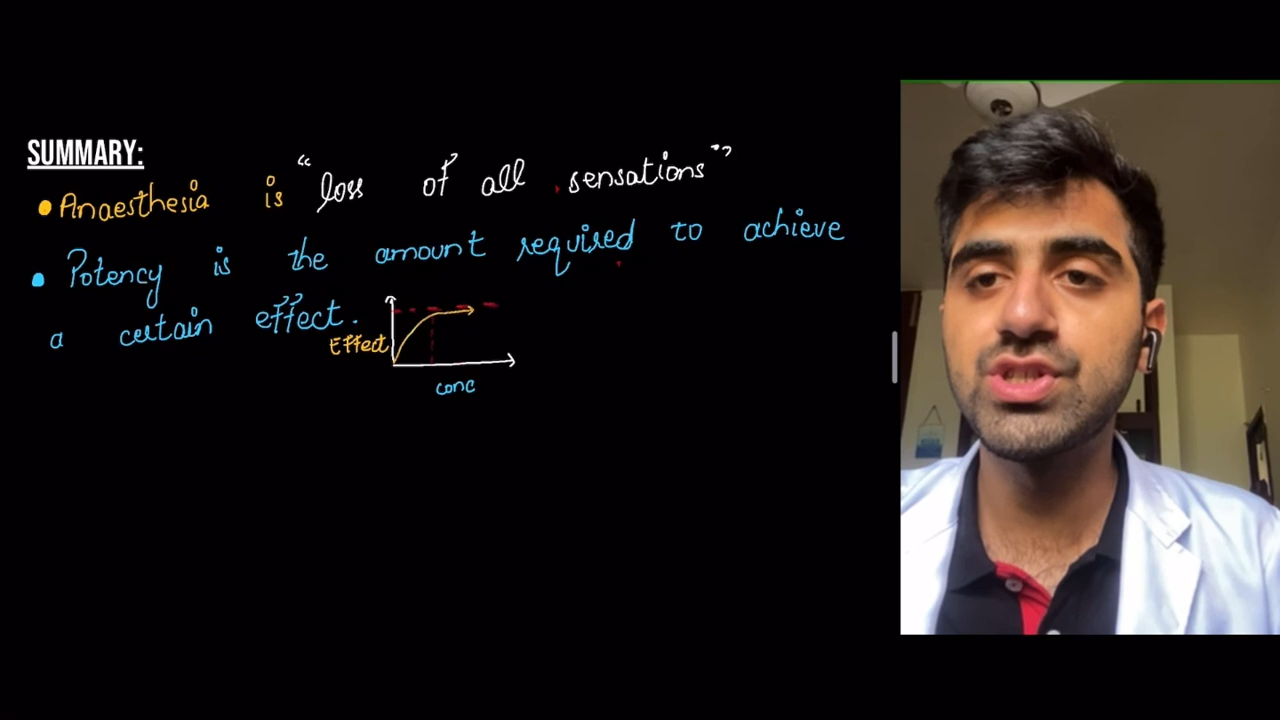 SUMMARY:
• Anaesthesia is “loss of all sensations”
• Potency is the amount required to achieve
a certain effect.
Effect
conc